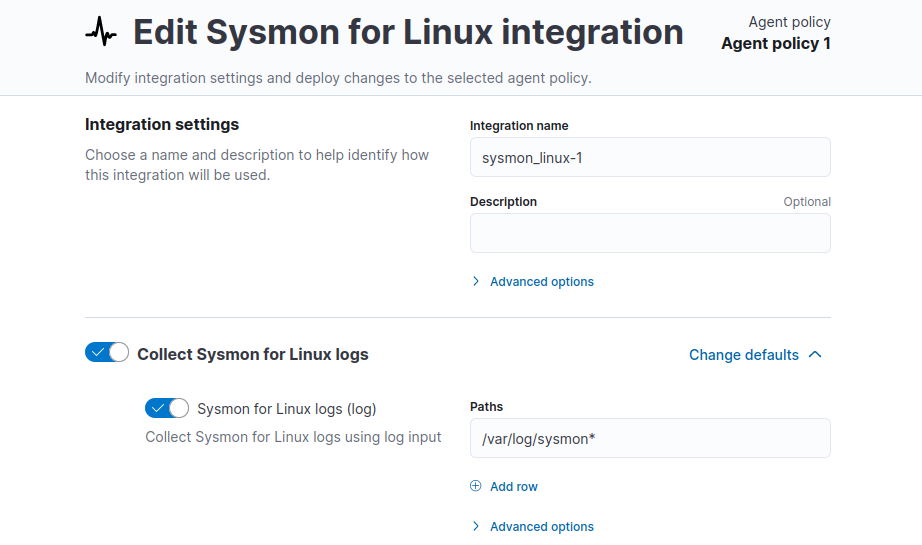 Edit Sysmon for Linux integration
Agent policy
Agent policy 1
Modify integration settings and deploy changes to the selected agent policy.
Integration settings
Choose a name and description to help identify how
this integration will be used.
Integration name
sysmon_linux-1
Description
Optional
Advanced options
Collect Sysmon for Linux logs
Change defaults
Sysmon for Linux logs (log)
Collect Sysmon for Linux logs using log input
Paths
/var/log/sysmon*
Add row
Advanced options